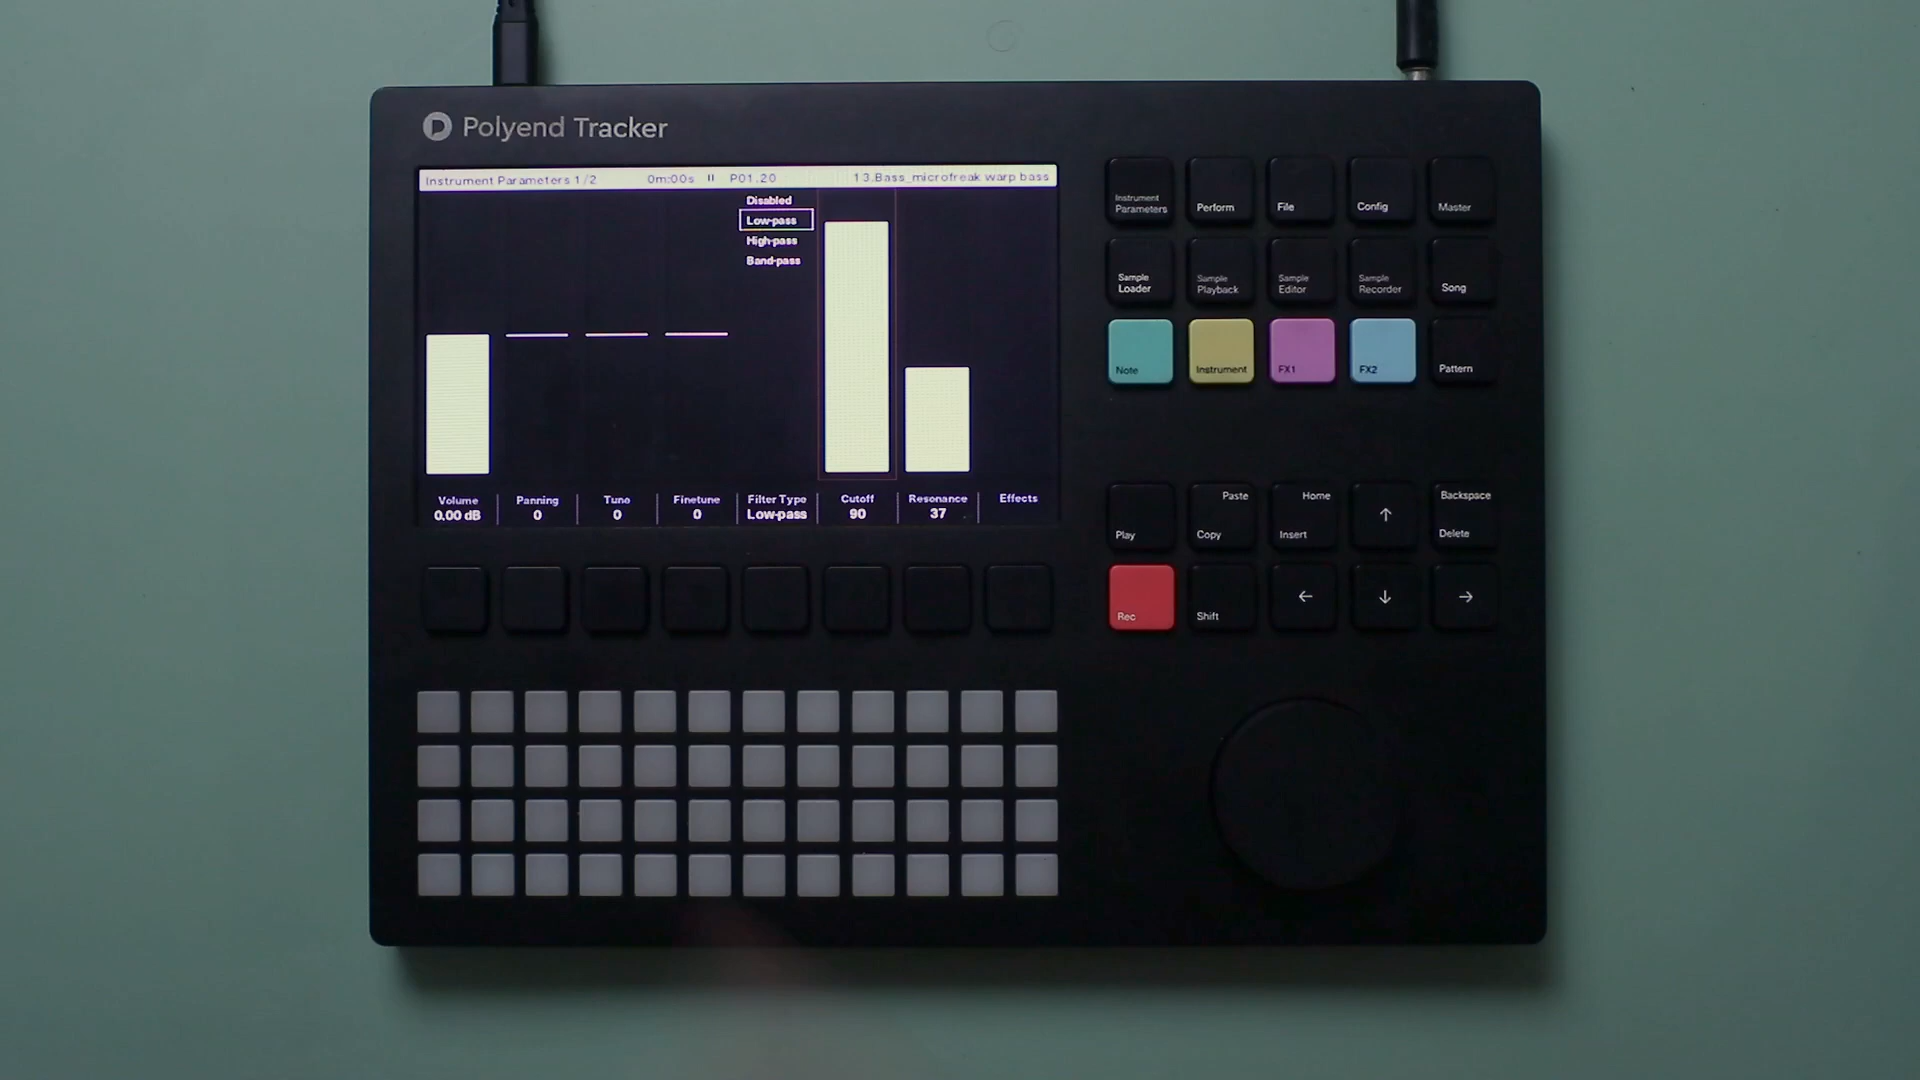 Polyend Tracker
Instrument Parameters 1/2 0m:00s P01.20 13.Bass_microfreak warp bass
Disabled
Low-pass
High-pass
Band-pass
Volume Panning Tune Finetune Filter Type Cutoff Resonance Effects
0.00 dB 0 0 0 Low-pass 90 37
Instrument Parameters
Perform
File
Config
Master
Sample Loader
Sample Playback
Sample Editor
Sample Recorder
Song
Note
Instrument
FX1
FX2
Pattern
Play
Paste
Copy
Home
Insert
↑
Backspace
Delete
Rec
Shift
←
↓
→